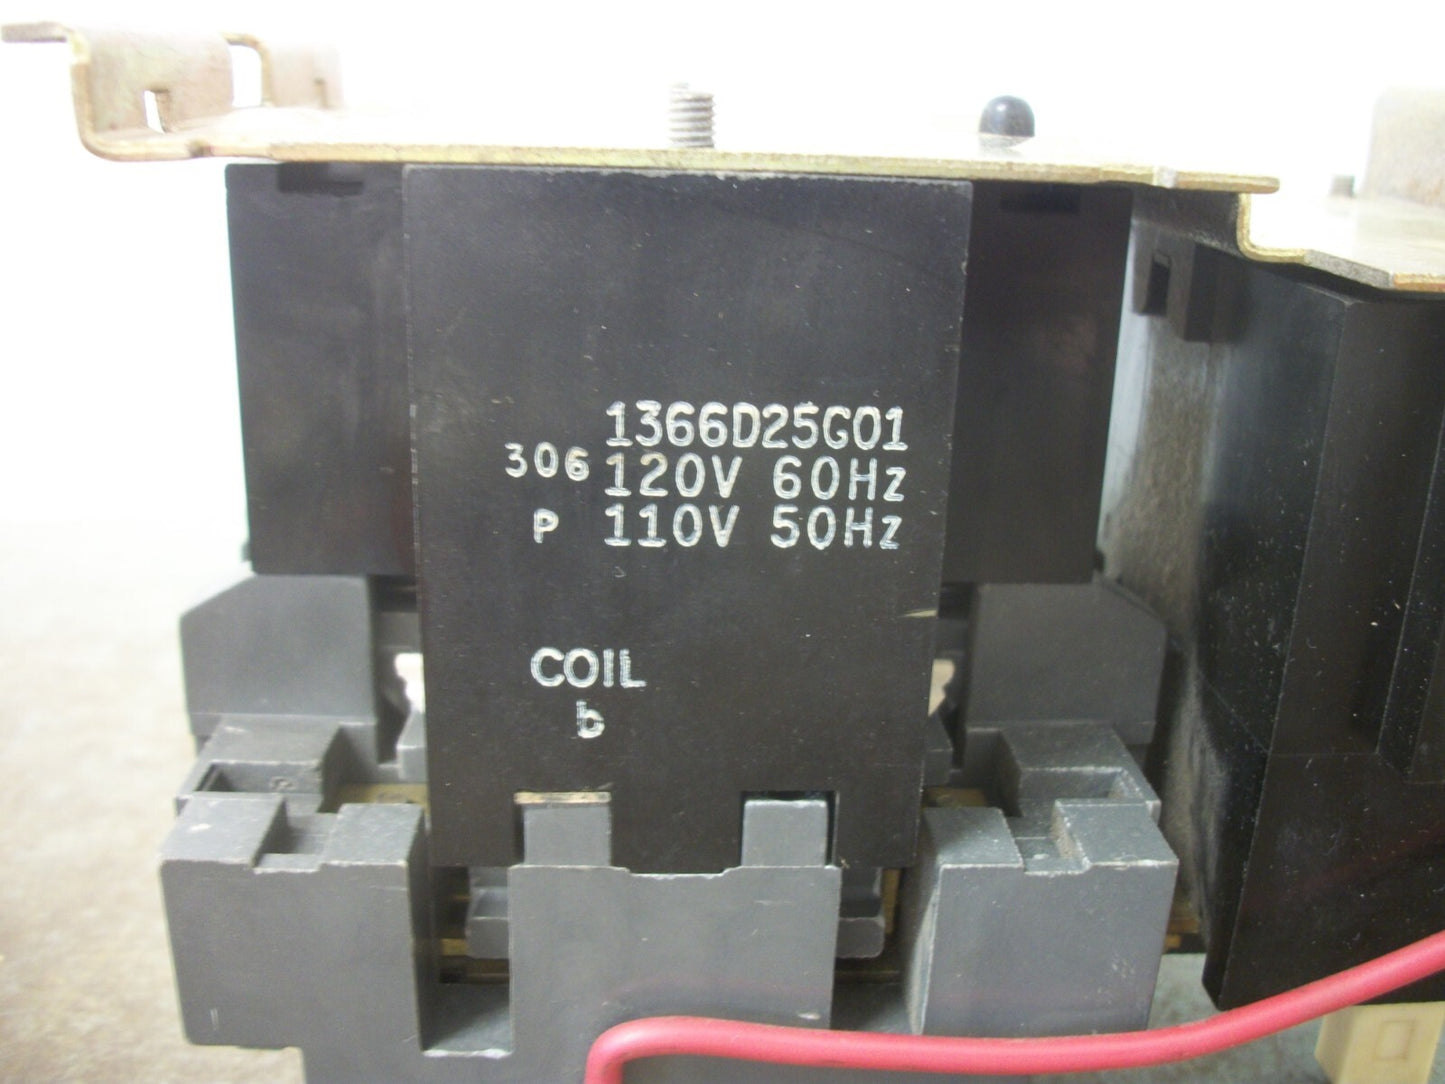 1366D25G01
306 120V 60Hz
P 110V 50Hz
COIL
b